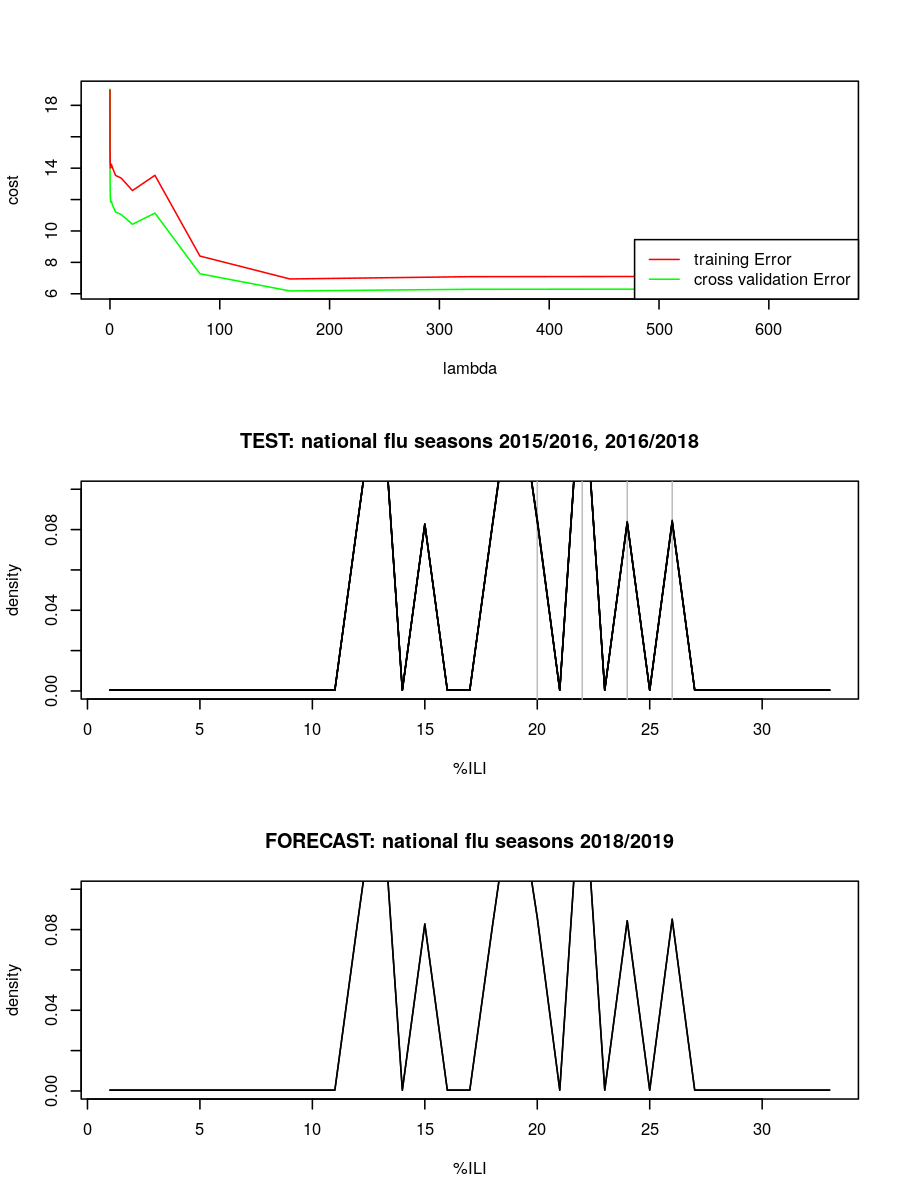 18
14
10
8
6
cost
training Error
cross validation Error
0 100 200 300 400 500 600
lambda
TEST: national flu seasons 2015/2016, 2016/2018
0.08
0.04
0.00
density
0 5 10 15 20 25 30
%ILI
FORECAST: national flu seasons 2018/2019
0.08
0.04
0.00
density
0 5 10 15 20 25 30
%ILI